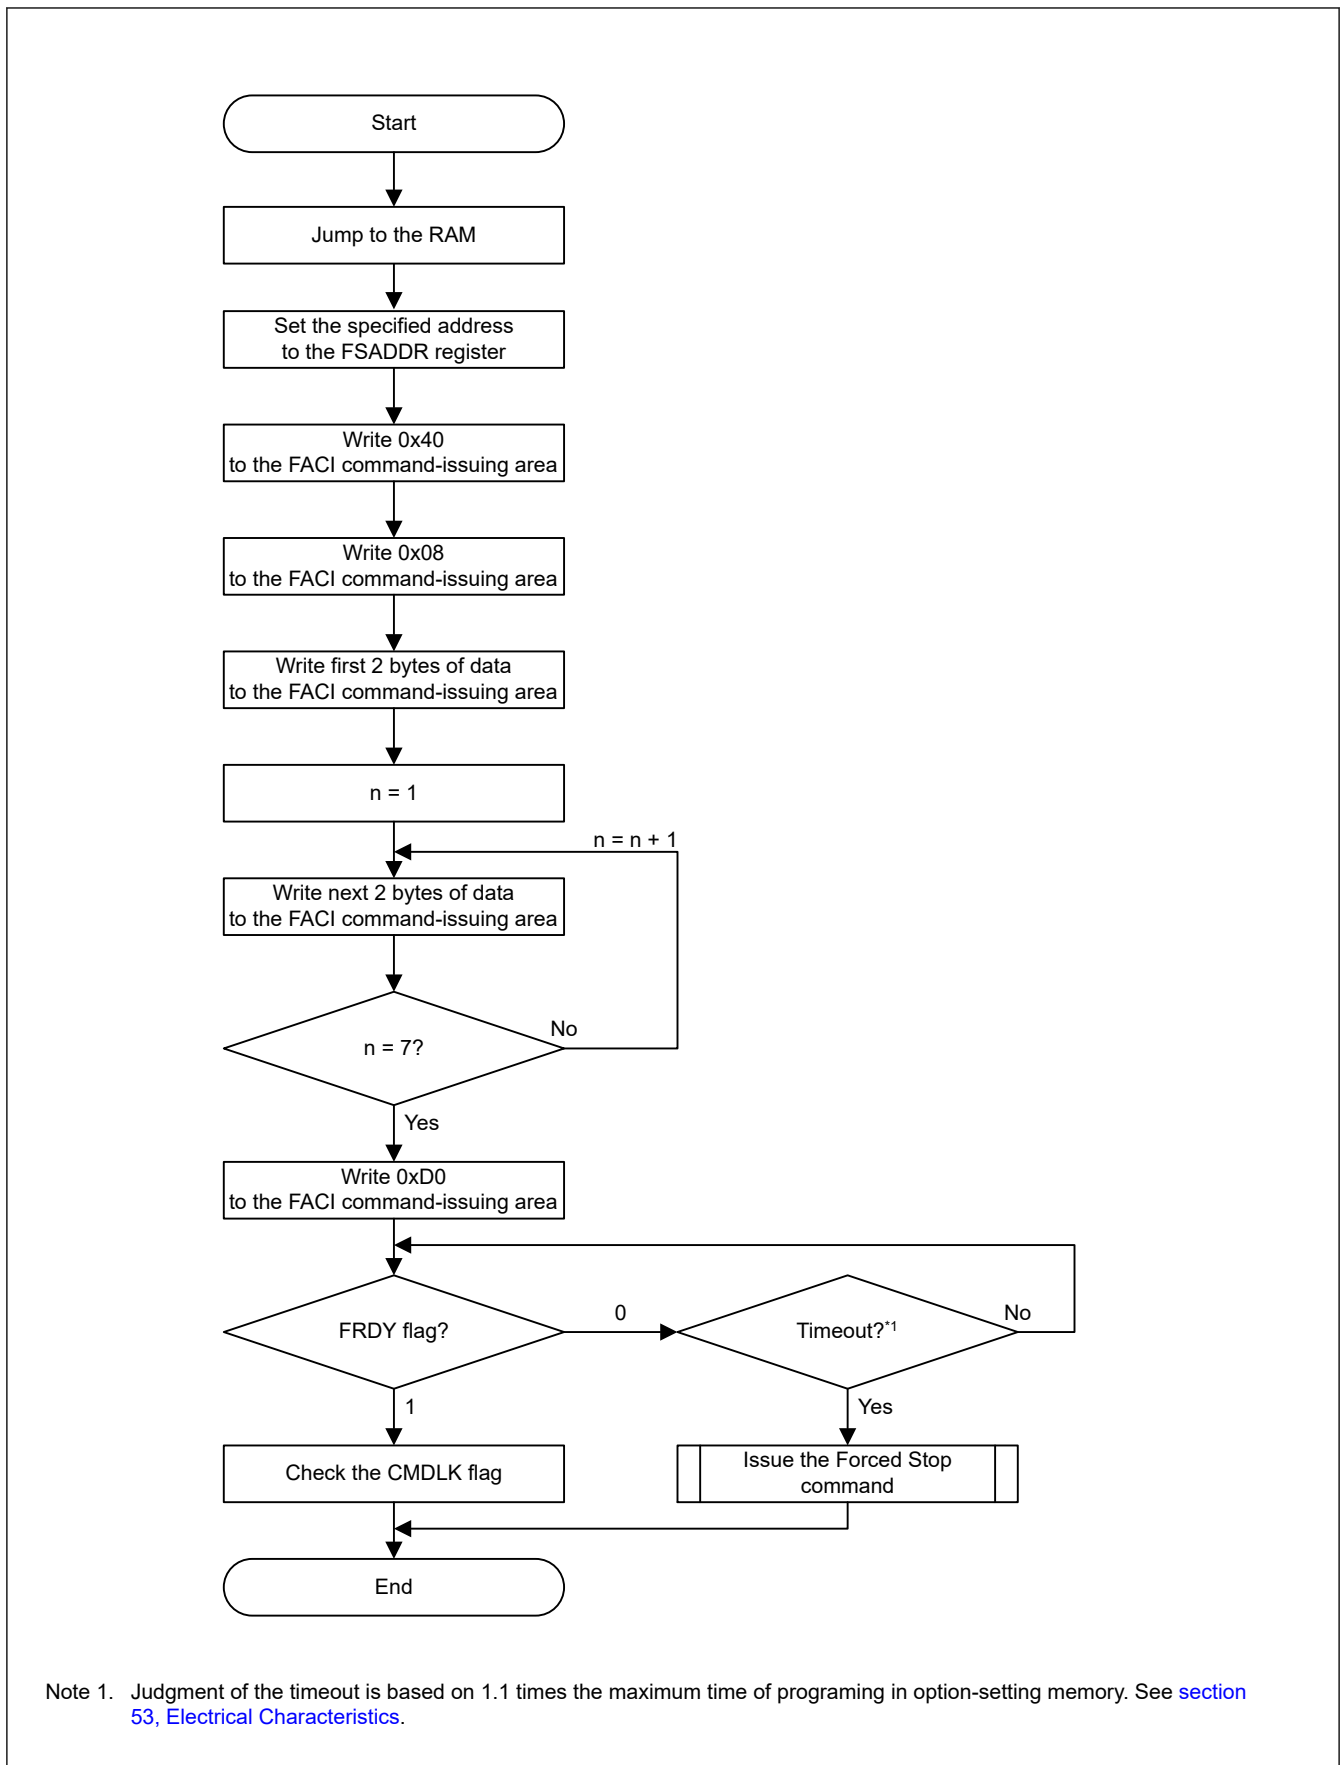 Start
Jump to the RAM
Set the specified address
to the FSADDR register
Write 0x40
to the FACI command-issuing area
Write 0x08
to the FACI command-issuing area
Write first 2 bytes of data
to the FACI command-issuing area
n = 1
n = n + 1
Write next 2 bytes of data
to the FACI command-issuing area
No
n = 7?
Yes
Write 0xD0
to the FACI command-issuing area
FRDY flag?
0
Timeout?*1
No
1
Yes
Check the CMDLK flag
Issue the Forced Stop
command
End
Note 1. Judgment of the timeout is based on 1.1 times the maximum time of programing in option-setting memory. See section
53, Electrical Characteristics.